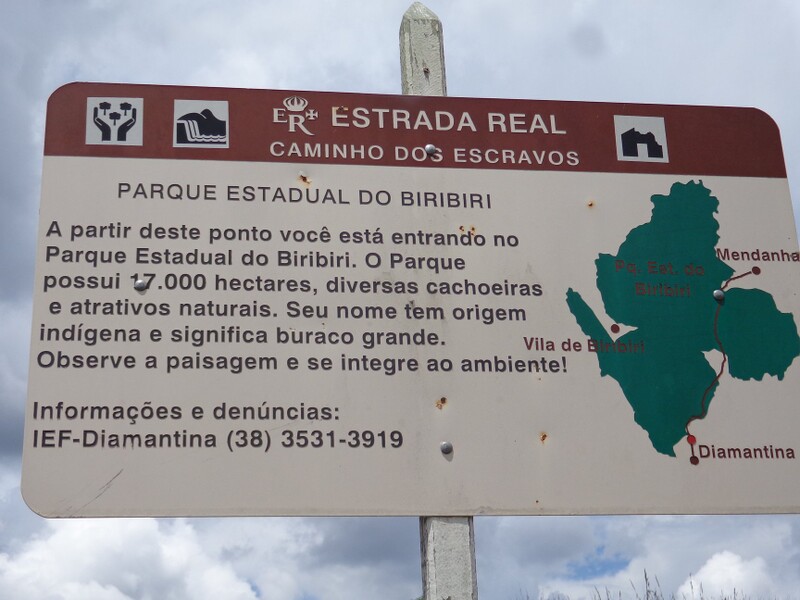 ER ESTRADA REAL
CAMINHO DOS ESCRAVOS
PARQUE ESTADUAL DO BIRIBIRI
A partir deste ponto você está entrando no
Parque Estadual do Biribiri. O Parque
possui 17.000 hectares, diversas cachoeiras
e atrativos naturais. Seu nome tem origem
indígena e significa buraco grande.
Observe a paisagem e se integre ao ambiente!
Informações e denúncias:
IEF-Diamantina (38) 3531-3919
Mendanha
Pq. Est. do
Biribiri
Vila de Biribiri
Diamantina